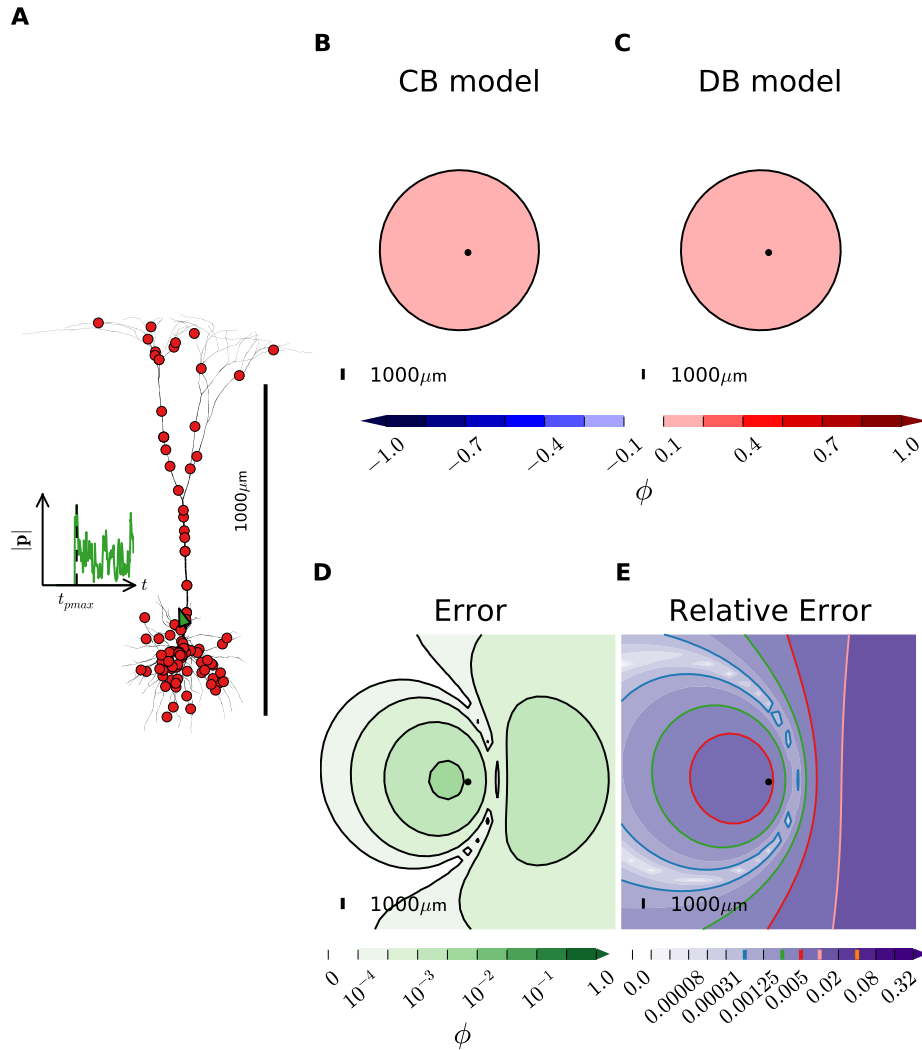 A
B
C
CB model
DB model
1000μm
1000μm
−1.0
−0.7
−0.4
−0.1
0.1
0.4
0.7
1.0
ϕ
1000μm
|p|
t
t_{pmax}
D
E
Error
Relative Error
1000μm
1000μm
0
10^{-4}
10^{-3}
10^{-2}
10^{-1}
1.0
ϕ
0.0
0.00008
0.00031
0.00125
0.005
0.02
0.08
0.32